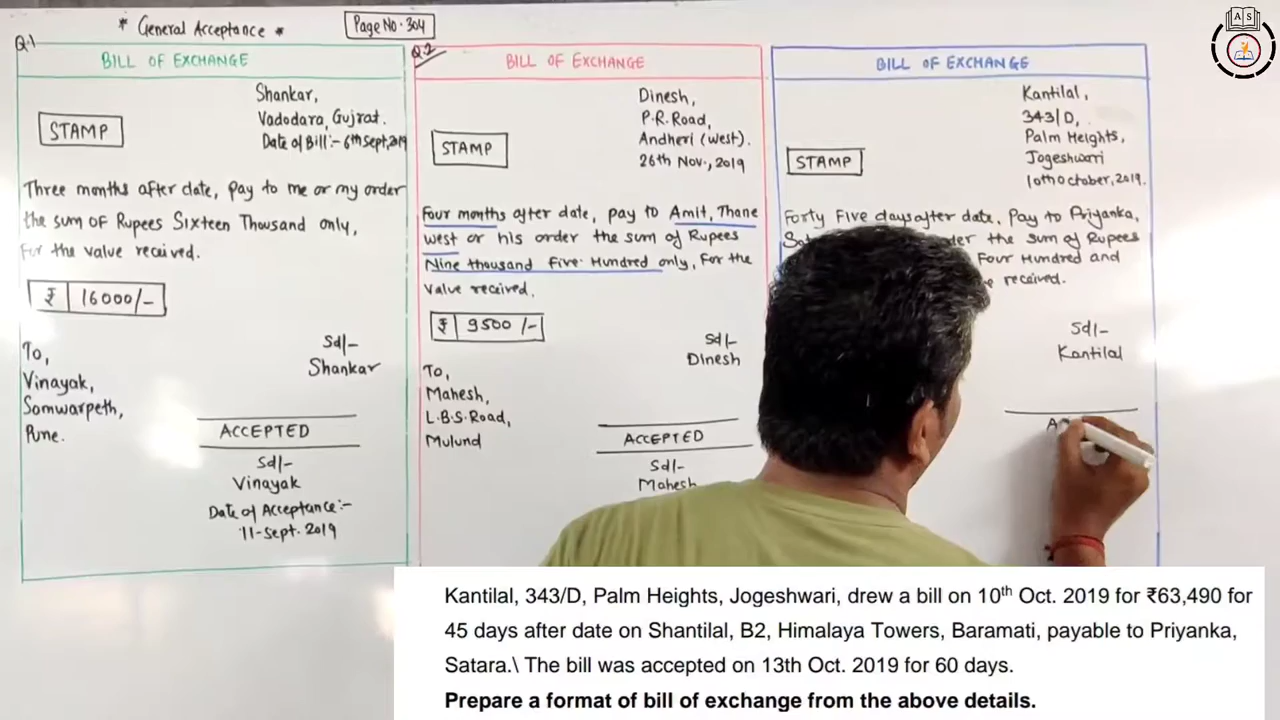 * General Acceptance *
Page No. 304
Q.1
BILL OF EXCHANGE
Shankar,
Vadodara, Gujrat.
Date of Bill:- 6th Sept, 2019
STAMP
Three months after date, pay to me or my order
the sum of Rupees Sixteen Thousand only,
for the value received.
₹ 16000/-
To,
Vinayak,
Somwarpeth,
Pune.
Sd/-
Shankar
ACCEPTED
Sd/-
Vinayak
Date of Acceptance:-
11-Sept. 2019
Q.2
BILL OF EXCHANGE
Dinesh,
P.R. Road,
Andheri (west).
26th Nov., 2019
STAMP
Four months after date, pay to Amit, Thane
west or his order the sum of Rupees
Nine thousand Five Hundred only, for the
value received.
₹ 9500/-
To,
Mahesh,
L.B.S. Road,
Mulund
Sd/-
Dinesh
ACCEPTED
Sd/-
Mahesh
BILL OF EXCHANGE
Kantilal,
343/D,
Palm Heights,
Jogeshwari
10th October, 2019.
STAMP
Forty Five days after date, Pay to Priyanka,
the sum of Rupees
Four Hundred and
received.
Sd/-
Kantilal
Kantilal, 343/D, Palm Heights, Jogeshwari, drew a bill on 10th Oct. 2019 for ₹63,490 for
45 days after date on Shantilal, B2, Himalaya Towers, Baramati, payable to Priyanka,
Satara.\ The bill was accepted on 13th Oct. 2019 for 60 days.
Prepare a format of bill of exchange from the above details.